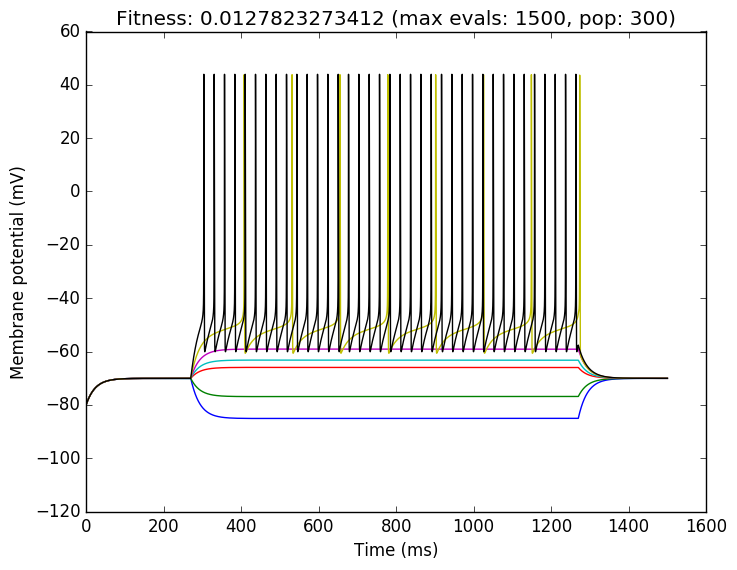 Fitness: 0.0127823273412 (max evals: 1500, pop: 300)
60
40
20
0
−20
−40
−60
−80
−100
−120
Membrane potential (mV)
0 200 400 600 800 1000 1200 1400 1600
Time (ms)